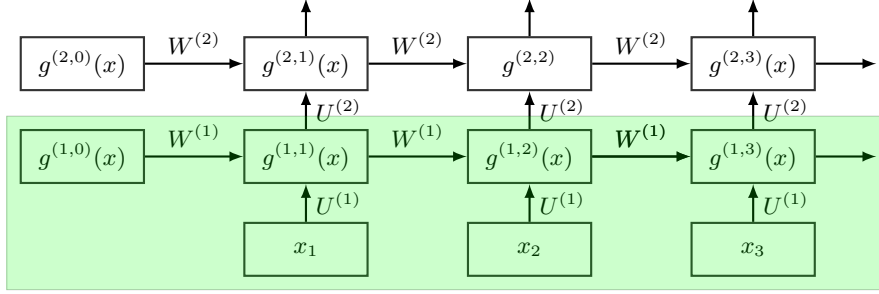 W^{(2)} W^{(2)} W^{(2)}
g^{(2,0)}(x) g^{(2,1)}(x) g^{(2,2)} g^{(2,3)}(x)
U^{(2)} U^{(2)} U^{(2)}
W^{(1)} W^{(1)} W^{(1)}
g^{(1,0)}(x) g^{(1,1)}(x) g^{(1,2)}(x) g^{(1,3)}(x)
U^{(1)} U^{(1)} U^{(1)}
x_1 x_2 x_3